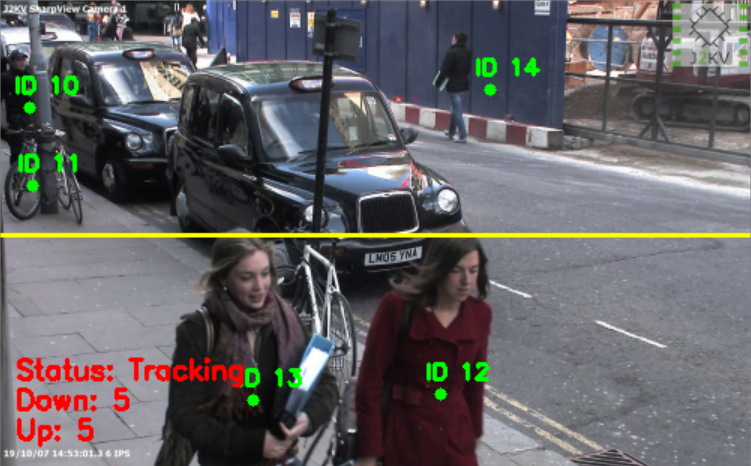 J2KV SharpView Camera 1
J2KV
ID 10
ID 14
ID 11
LM05 YNA
Status: Tracking
ID 13
ID 12
Down: 5
Up: 5
19/10/07 14:53:01.3 6 IPS